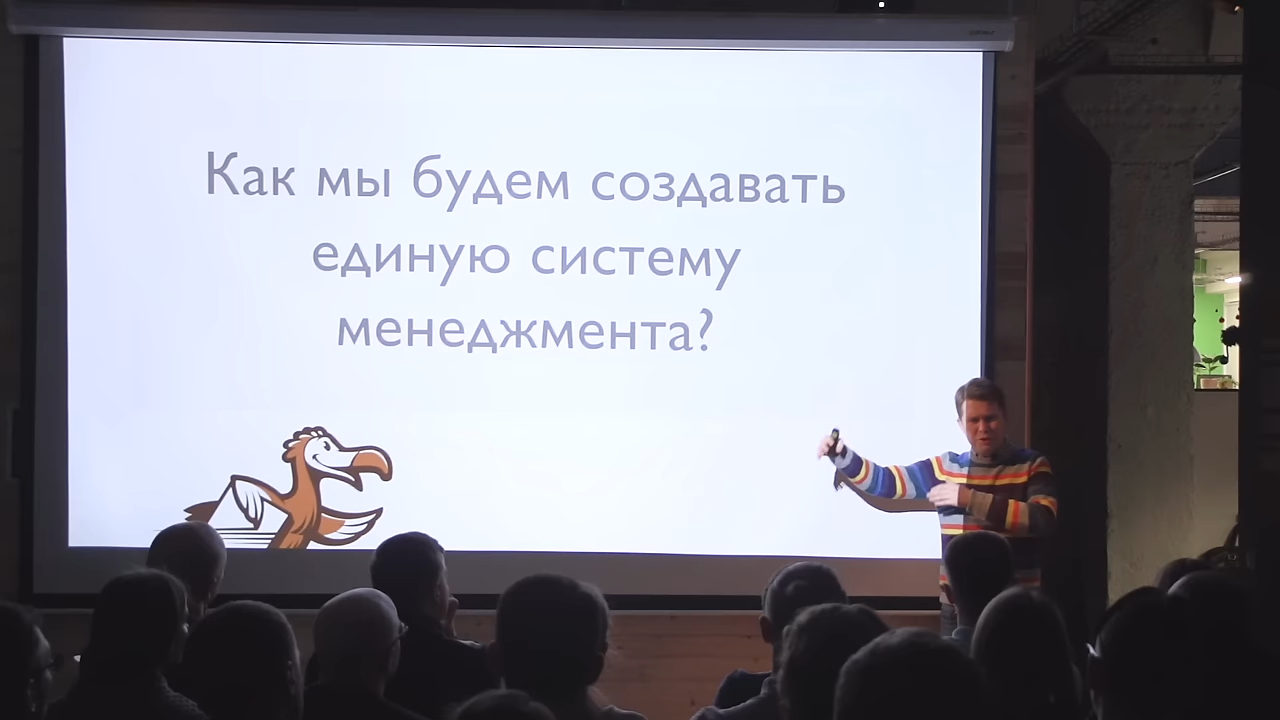 Как мы будем создавать
единую систему
менеджмента?